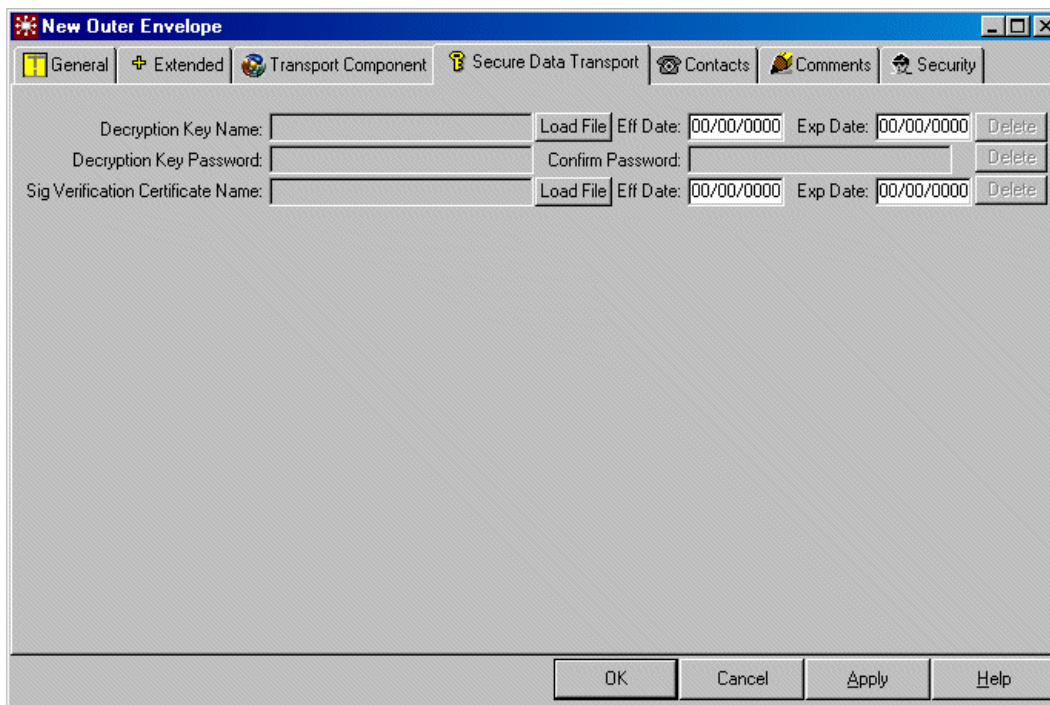 New Outer Envelope
General Extended Transport Component Secure Data Transport Contacts Comments Security
Decryption Key Name: Load File Eff Date: 00/00/0000 Exp Date: 00/00/0000 Delete
Decryption Key Password: Confirm Password: Delete
Sig Verification Certificate Name: Load File Eff Date: 00/00/0000 Exp Date: 00/00/0000 Delete
OK Cancel Apply Help